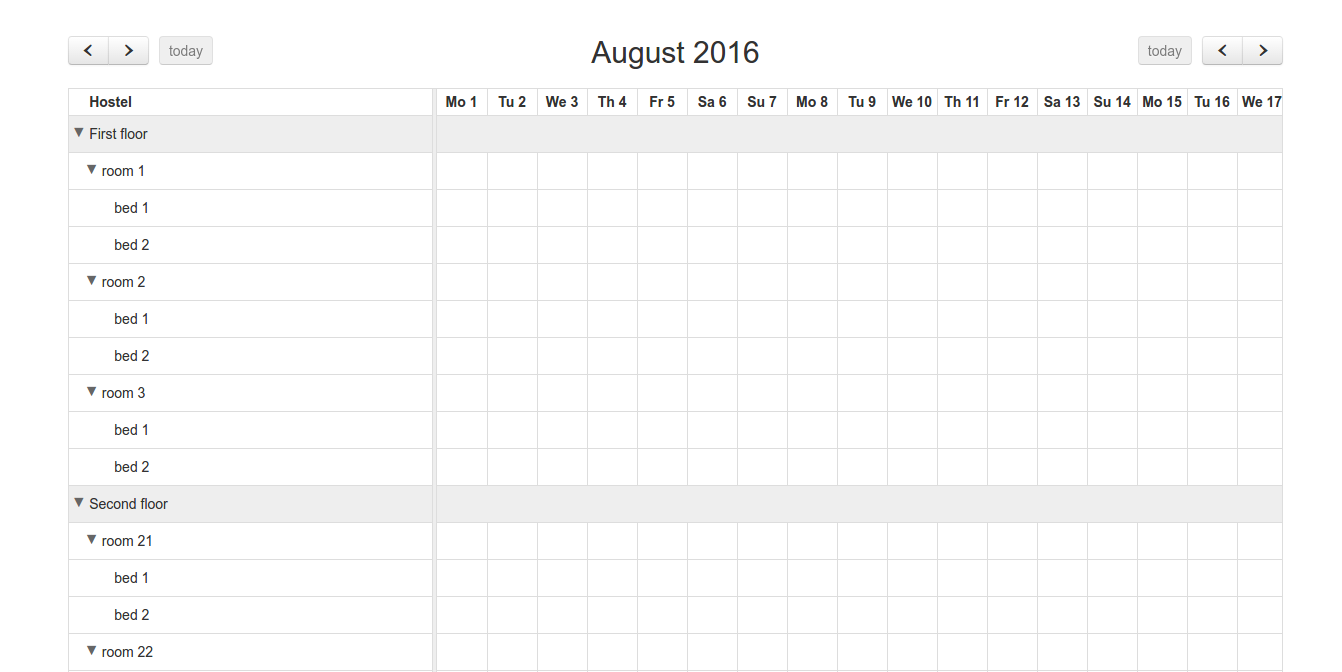 today August 2016 today
Hostel Mo 1 Tu 2 We 3 Th 4 Fr 5 Sa 6 Su 7 Mo 8 Tu 9 We 10 Th 11 Fr 12 Sa 13 Su 14 Mo 15 Tu 16 We 17
First floor
room 1
bed 1
bed 2
room 2
bed 1
bed 2
room 3
bed 1
bed 2
Second floor
room 21
bed 1
bed 2
room 22